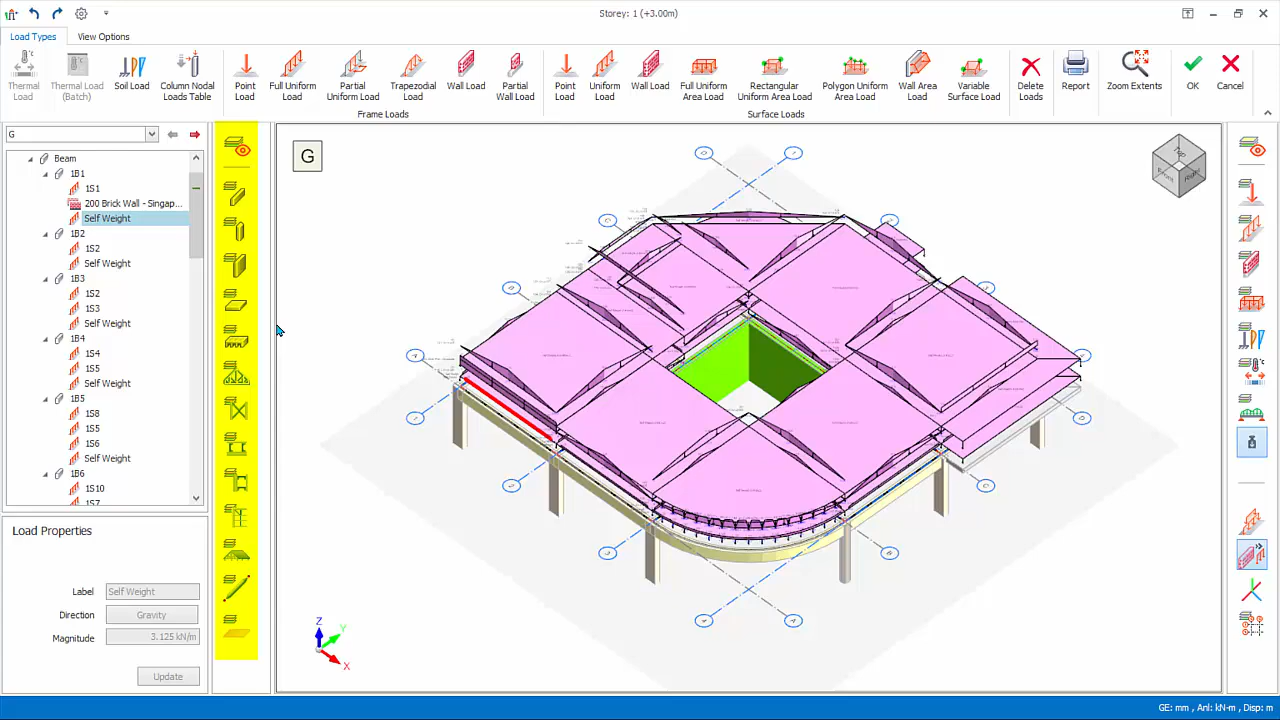 Storey: 1 (+3.00m)
Load Types
View Options
Thermal Load
Thermal Load (Batch)
Soil Load
Column Nodal Loads Table
Point Load
Full Uniform Load
Partial Uniform Load
Trapezoidal Load
Wall Load
Partial Wall Load
Frame Loads
Point Load
Uniform Load
Wall Load
Full Uniform Area Load
Rectangular Uniform Area Load
Polygon Uniform Area Load
Wall Area Load
Variable Surface Load
Surface Loads
Delete Loads
Report
Zoom Extents
OK
Cancel
G
Beam
1B1
1S1
200 Brick Wall - Singap...
Self Weight
1B2
1S2
Self Weight
1B3
1S2
1S3
Self Weight
1B4
1S4
1S5
Self Weight
1B5
1S8
1S5
1S6
Self Weight
1B6
1S10
1S7
Load Properties
Label
Self Weight
Direction
Gravity
Magnitude
3.125 kN/m
Update
G
Top
Front
Right
Z
Y
X
GE: mm , Anl: kN-m , Disp: m